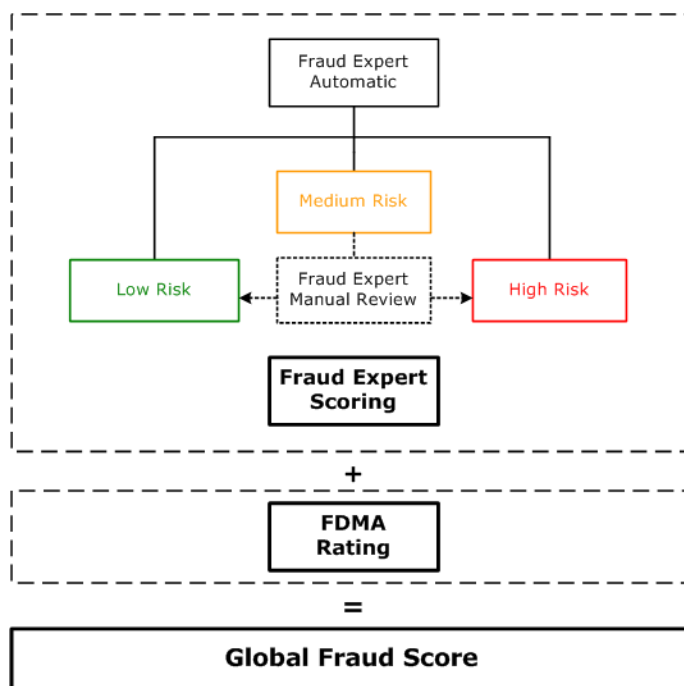 Fraud Expert
Automatic
Medium Risk
Low Risk
Fraud Expert
Manual Review
High Risk
Fraud Expert
Scoring
+
FDMA
Rating
=
Global Fraud Score